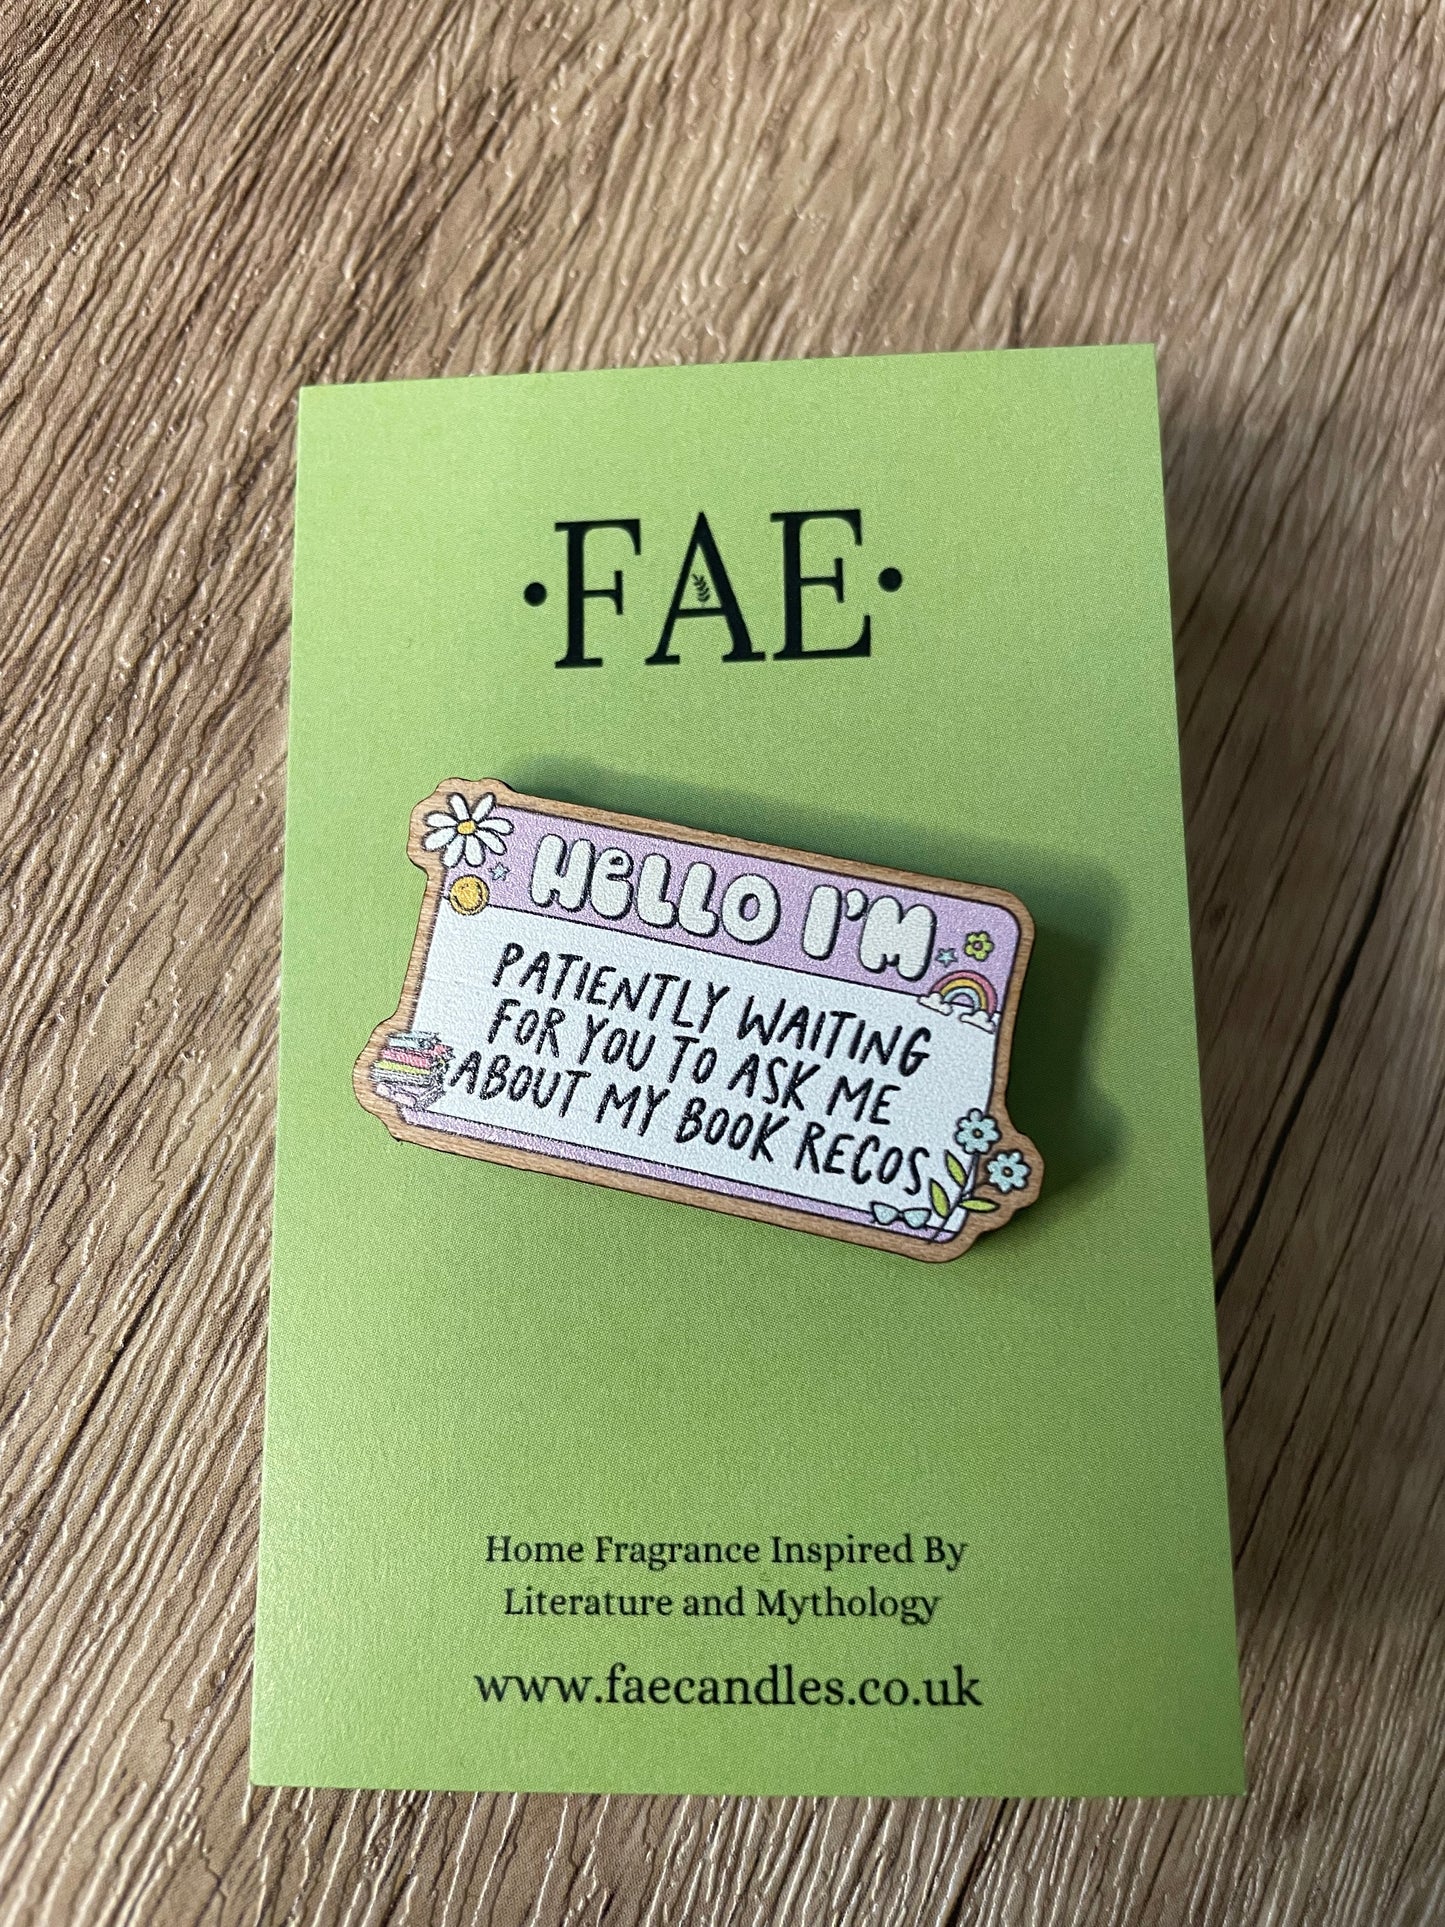 ·FAE·
HELLO I'M
PATIENTLY WAITING
FOR YOU TO ASK ME
ABOUT MY BOOK RECOS
Home Fragrance Inspired By
Literature and Mythology
www.faecandles.co.uk